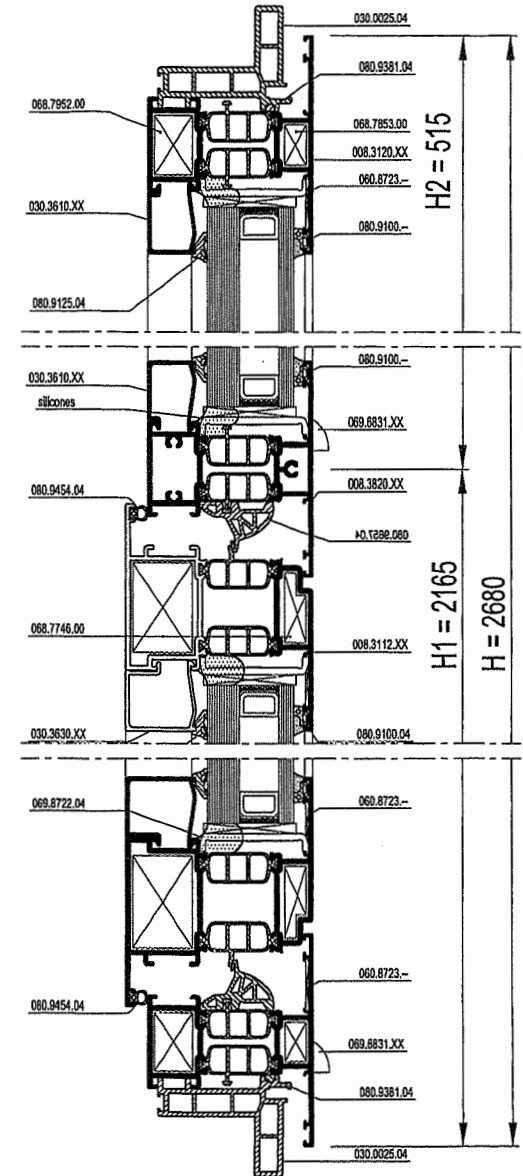 030.0025.04
080.9381.04
068.7952.00
068.7853.00
008.3120.XX
060.8723.-
030.3610.XX
080.9100.-
080.9125.04
H2 = 515
080.9100.-
030.3610.XX
silicones
069.6831.XX
080.9454.04
008.3820.XX
080.9657.04
068.7746.00
008.3112.XX
H1 = 2165
H = 2680
030.3630.XX
080.9100.04
069.8722.04
060.8723.-
060.8723.-
080.9454.04
069.6831.XX
080.9381.04
030.0025.04